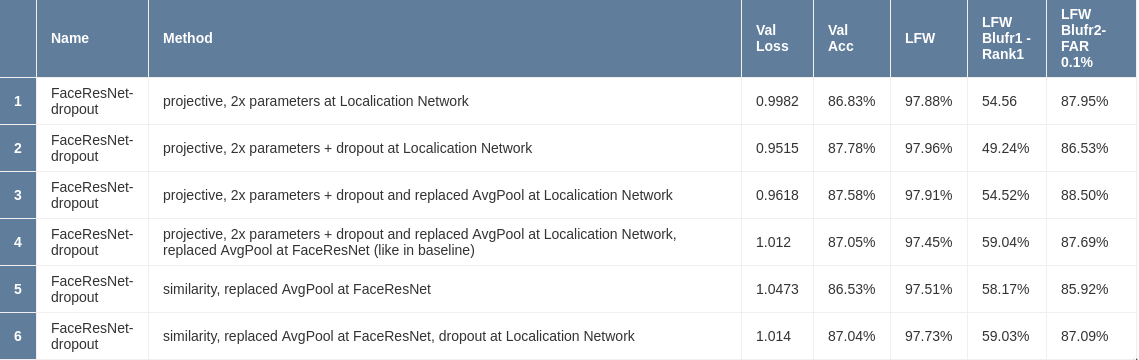 Name Method Val Loss Val Acc LFW LFW Blufr1 - Rank1 LFW Blufr2- FAR 0.1%
1 FaceResNet-dropout projective, 2x parameters at Localication Network 0.9982 86.83% 97.88% 54.56 87.95%
2 FaceResNet-dropout projective, 2x parameters + dropout at Localication Network 0.9515 87.78% 97.96% 49.24% 86.53%
3 FaceResNet-dropout projective, 2x parameters + dropout and replaced AvgPool at Localication Network 0.9618 87.58% 97.91% 54.52% 88.50%
4 FaceResNet-dropout projective, 2x parameters + dropout and replaced AvgPool at Localication Network, replaced AvgPool at FaceResNet (like in baseline) 1.012 87.05% 97.45% 59.04% 87.69%
5 FaceResNet-dropout similarity, replaced AvgPool at FaceResNet 1.0473 86.53% 97.51% 58.17% 85.92%
6 FaceResNet-dropout similarity, replaced AvgPool at FaceResNet, dropout at Localication Network 1.014 87.04% 97.73% 59.03% 87.09%